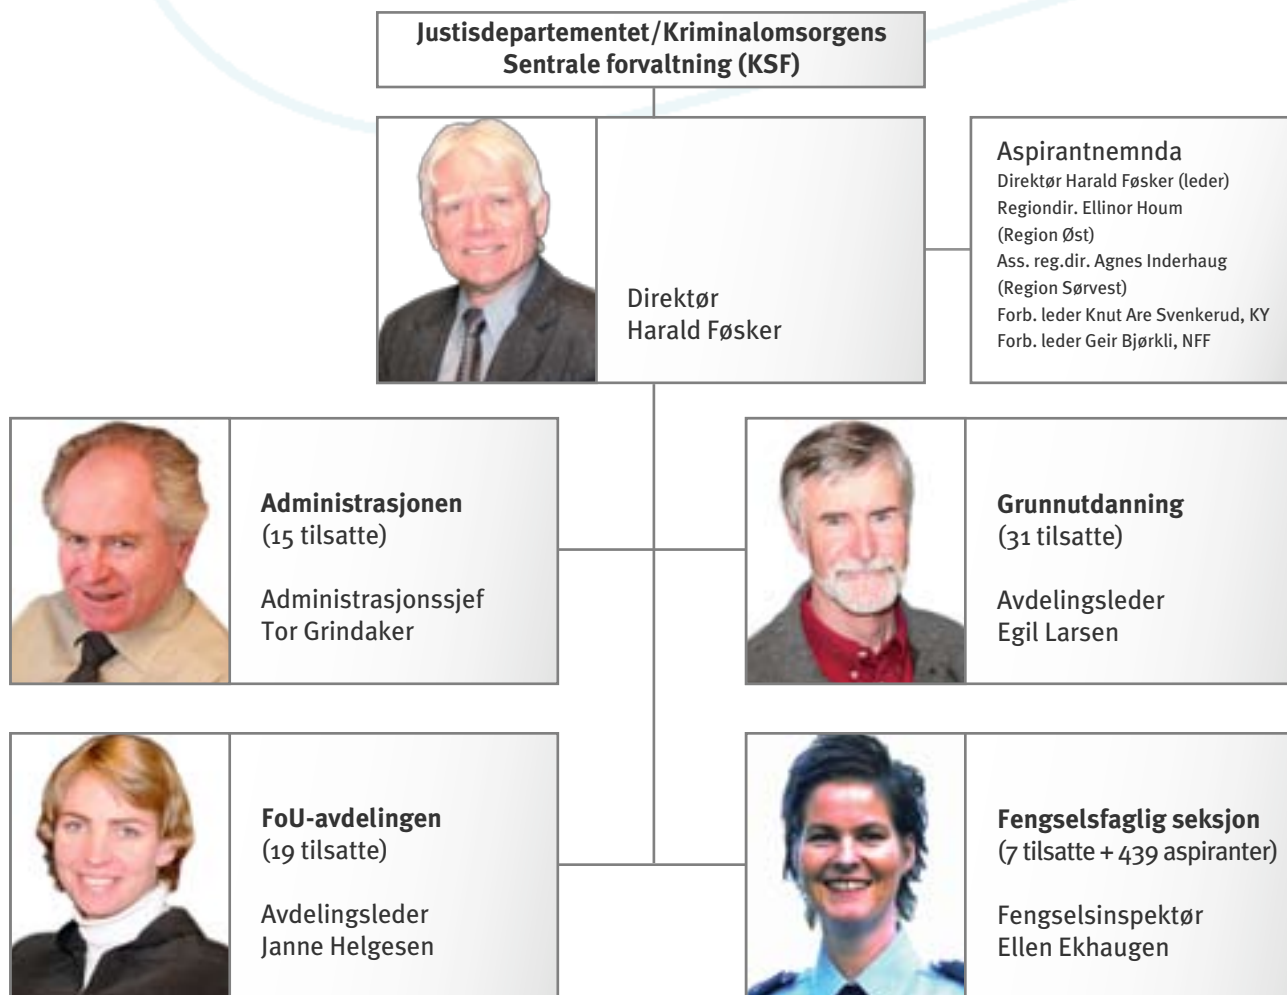 Justisdepartementet/Kriminalomsorgens
Sentrale forvaltning (KSF)
Direktør
Harald Føsker
Aspirantnemnda
Direktør Harald Føsker (leder)
Regiondir. Ellinor Houm
(Region Øst)
Ass. reg.dir. Agnes Inderhaug
(Region Sørvest)
Forb. leder Knut Are Svenkerud, KY
Forb. leder Geir Bjørkli, NFF
Administrasjonen
(15 tilsatte)
Administrasjonssjef
Tor Grindaker
Grunnutdanning
(31 tilsatte)
Avdelingsleder
Egil Larsen
FoU-avdelingen
(19 tilsatte)
Avdelingsleder
Janne Helgesen
Fengselsfaglig seksjon
(7 tilsatte + 439 aspiranter)
Fengselsinspektør
Ellen Ekhaugen